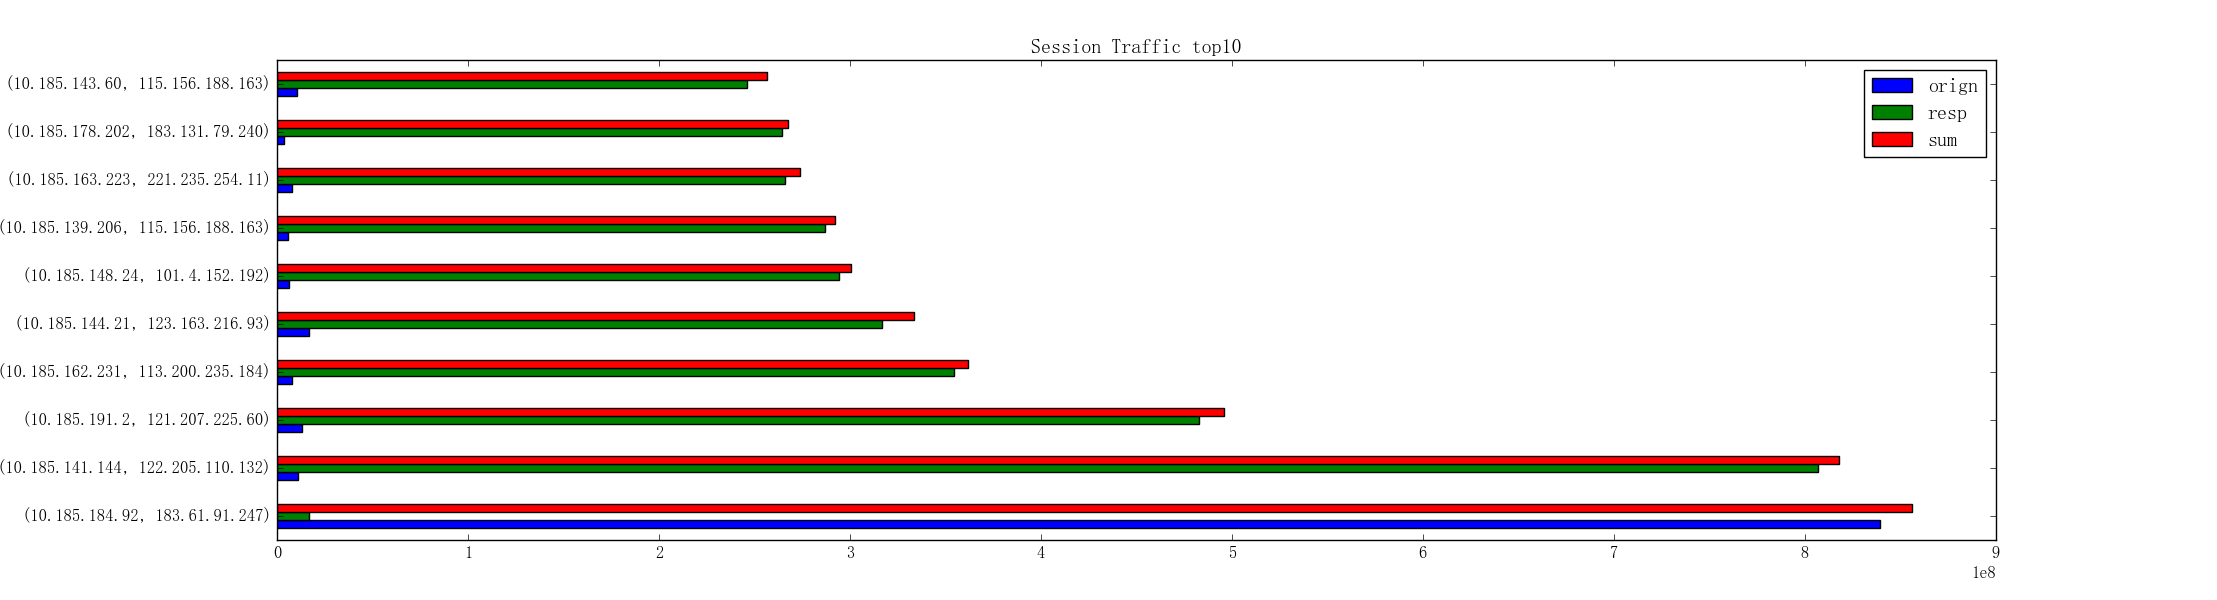 Session Traffic top10
(10.185.143.60, 115.156.188.163)
(10.185.178.202, 183.131.79.240)
(10.185.163.223, 221.235.254.11)
(10.185.139.206, 115.156.188.163)
(10.185.148.24, 101.4.152.192)
(10.185.144.21, 123.163.216.93)
(10.185.162.231, 113.200.235.184)
(10.185.191.2, 121.207.225.60)
(10.185.141.144, 122.205.110.132)
(10.185.184.92, 183.61.91.247)
orign
resp
sum
0 1 2 3 4 5 6 7 8 9
1e8